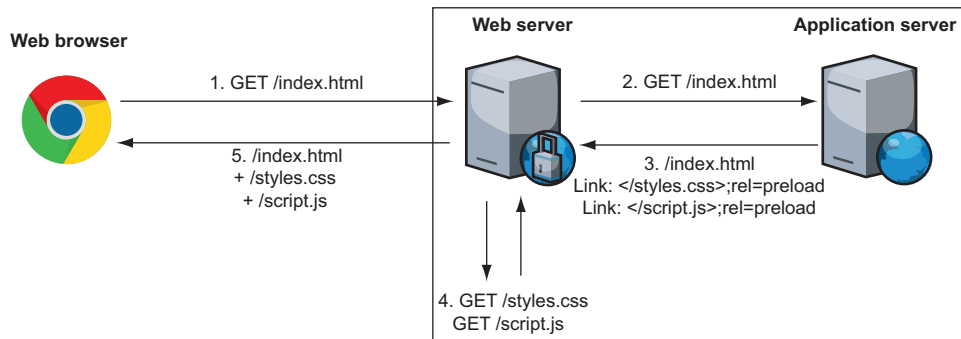 Web browser
Web server
Application server
1. GET /index.html
2. GET /index.html
5. /index.html
+ /styles.css
+ /script.js
3. /index.html
Link: </styles.css>;rel=preload
Link: </script.js>;rel=preload
4. GET /styles.css
GET /script.js